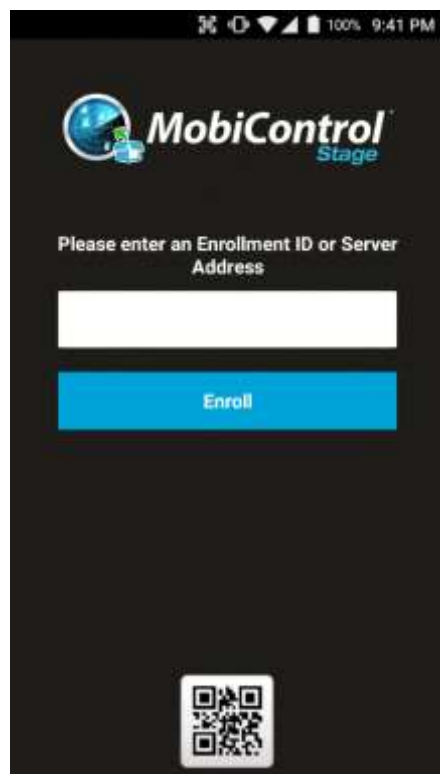 100% 9:41 PM
MobiControl
Stage
Please enter an Enrollment ID or Server
Address
Enroll